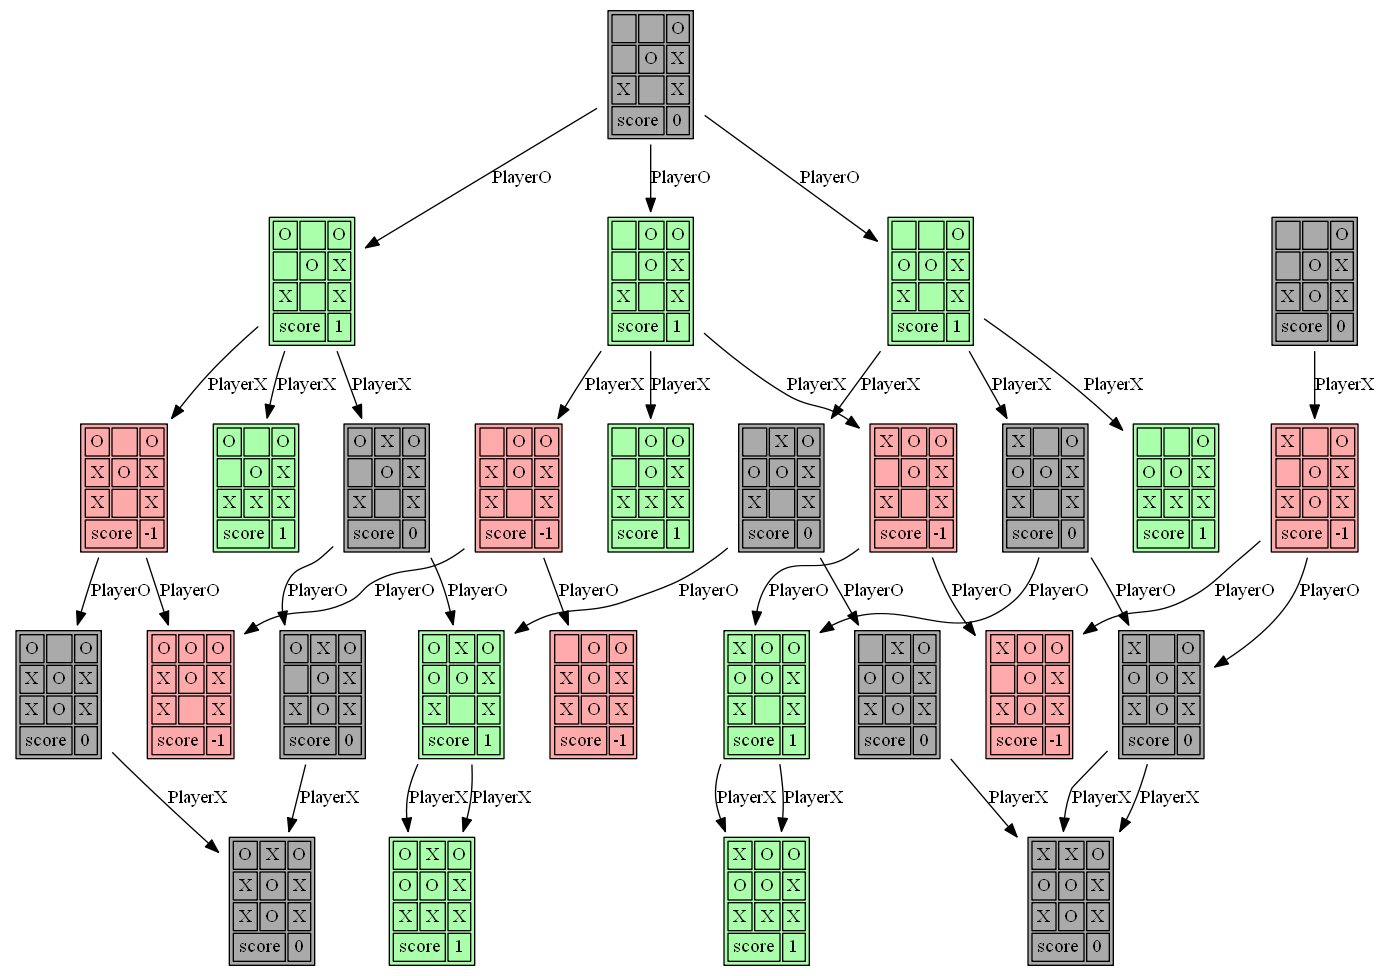 O
O X
X X
score 0
PlayerO
PlayerO
PlayerO
O O
O X
X X
score 1
O O
O X
X X
score 1
O
O O X
X X
score 1
O
O X
X O X
score 0
PlayerX
PlayerX
PlayerX
PlayerX
PlayerX
PlayerX
PlayerX
PlayerX
PlayerX
PlayerX
O O
X O X
X X
score -1
O O
O X
X X X
score 1
O X O
O X
X X
score 0
O O
X O X
X X
score -1
O O
O X
X X X
score 1
X O
O O X
X X
score 0
X O O
O X
X X
score -1
X O
O O X
X X
score 0
O
O O X
X X X
score 1
X O
O X
X O X
score -1
PlayerO
PlayerO
PlayerO
PlayerO
PlayerO
PlayerO
PlayerO
PlayerO
PlayerO
PlayerO
PlayerO
PlayerO
PlayerO
PlayerO
O O
X O X
X O X
score 0
O O O
X O X
X X
score -1
O X O
O X
X O X
score 0
O X O
O O X
X X
score 1
O O
X O X
X O X
score -1
X O O
O O X
X X
score 1
X O
O O X
X O X
score 0
X O O
O X
X O X
score -1
X O
O O X
X O X
score 0
PlayerX
PlayerX
PlayerX
PlayerX
PlayerX
PlayerX
PlayerX
PlayerX
PlayerX
O X O
X O X
X O X
score 0
O X O
O O X
X X X
score 1
X O O
O O X
X X X
score 1
X X O
O O X
X O X
score 0